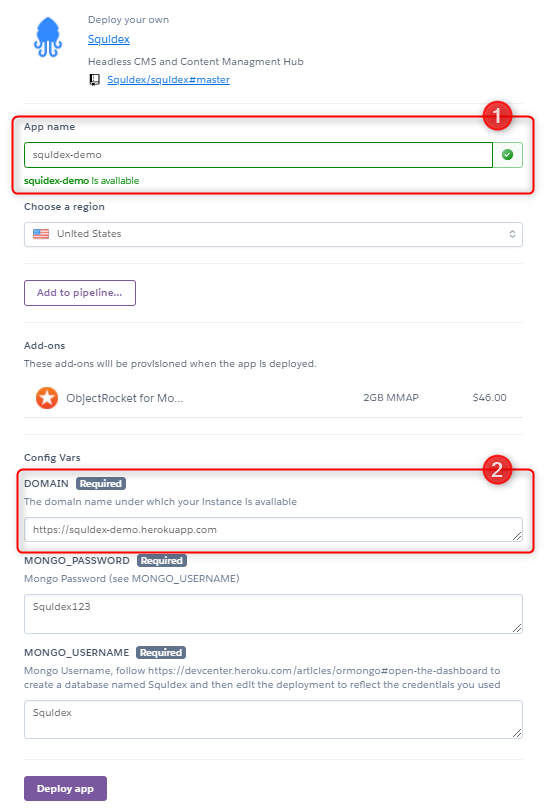 Deploy your own
Squidex
Headless CMS and Content Managment Hub
Squidex/squidex#master
1
App name
squidex-demo
squidex-demo is available
Choose a region
United States
Add to pipeline...
Add-ons
These add-ons will be provisioned when the app is deployed.
ObjectRocket for Mo... 2GB MMAP $46.00
Config Vars
2
DOMAIN Required
The domain name under which your instance is available
https://squidex-demo.herokuapp.com
MONGO_PASSWORD Required
Mongo Password (see MONGO_USERNAME)
Squidex123
MONGO_USERNAME Required
Mongo Username, follow https://devcenter.heroku.com/articles/ormongo#open-the-dashboard to
create a database named Squidex and then edit the deployment to reflect the credentials you used
Squidex
Deploy app